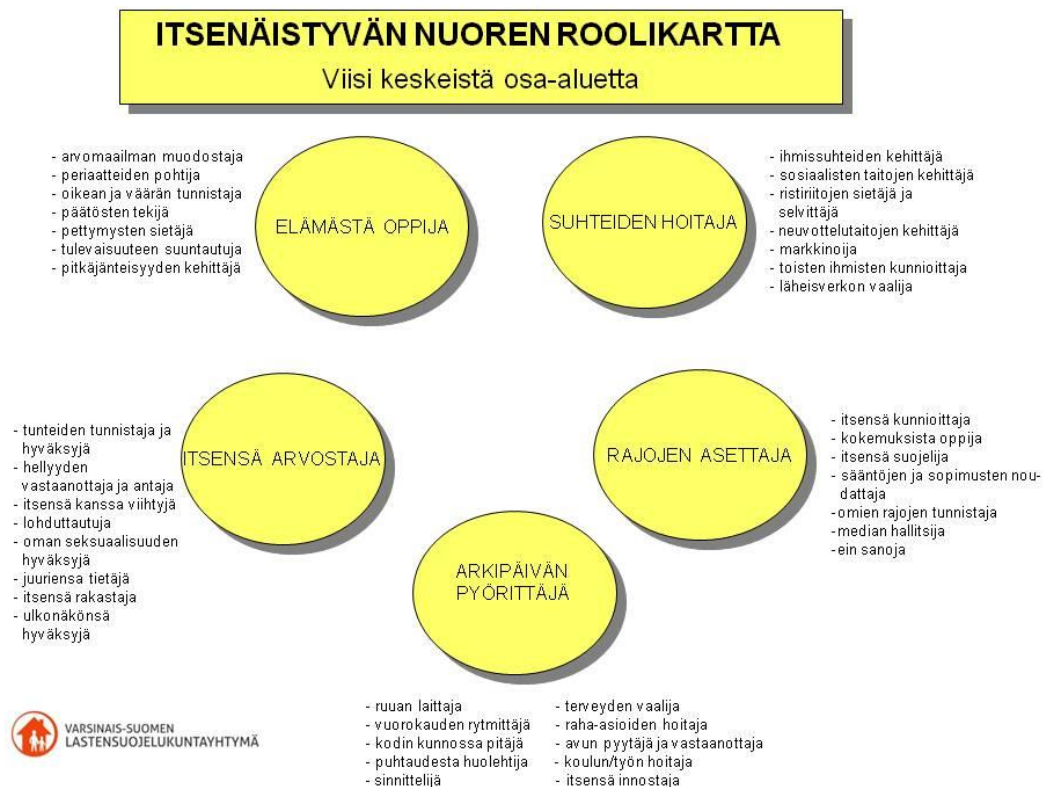 ITSENÄISTYVÄN NUOREN ROOLIKARTTA
Viisi keskeistä osa-aluetta
- arvomaailman muodostaja
- periaatteiden pohtija
- oikean ja väärän tunnistaja
- päätösten tekijä
- pettymysten sietäjä
- tulevaisuuteen suuntautuja
- pitkäjänteisyyden kehittäjä
ELÄMÄSTÄ OPPIJA
SUHTEIDEN HOITAJA
- ihmissuhteiden kehittäjä
- sosiaalisten taitojen kehittäjä
- ristiriitojen sietäjä ja
selvittäjä
- neuvottelutaitojen kehittäjä
- markkinoija
- toisten ihmisten kunnioittaja
- läheisverkon vaalija
- tunteiden tunnistaja ja
hyväksyjä
- hellyyden
vastaanottaja ja antaja
- itsensä kanssa viihtyjä
- lohduttautuja
- oman seksuaalisuuden
hyväksyjä
- juuriensa tietäjä
- itsensä rakastaja
- ulkonäkönsä
hyväksyjä
ITSENSÄ ARVOSTAJA
RAJOJEN ASETTAJA
- itsensä kunnioittaja
- kokemuksista oppija
- itsensä suojelija
- sääntöjen ja sopimusten nou-
dattaja
-omien rajojen tunnistaja
-median hallitsija
-ein sanoja
ARKIPÄIVÄN
PYÖRITTÄJÄ
- ruuan laittaja
- vuorokauden rytmittäjä
- kodin kunnossa pitäjä
- puhtaudesta huolehtija
- sinnittelijä
- terveyden vaalija
- raha-asioiden hoitaja
- avun pyytäjä ja vastaanottaja
- koulun/työn hoitaja
- itsensä innostaja
VARSINAIS-SUOMEN
LASTENSUOJELUKUNTAYHTYMÄ